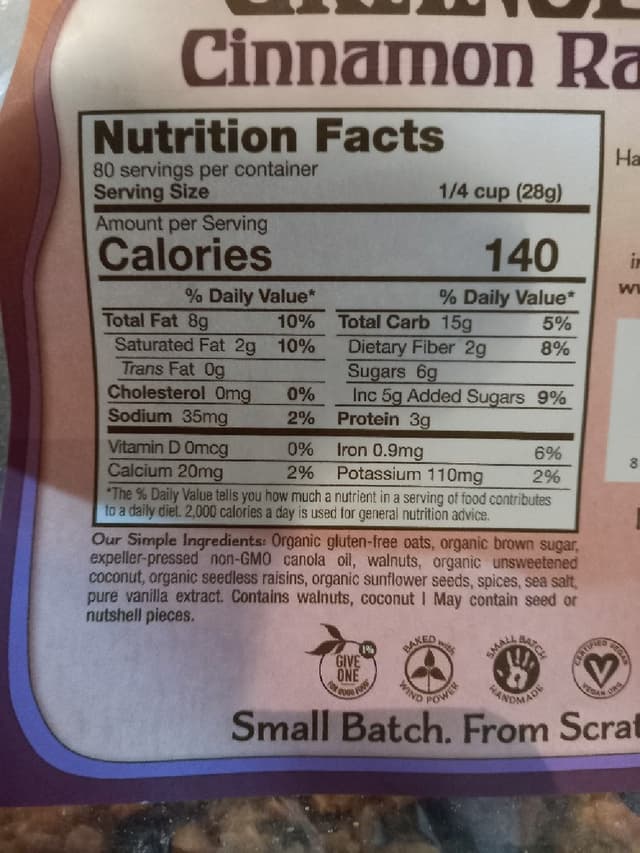 Cinnamon Ra
Nutrition Facts
80 servings per container
Serving Size 1/4 cup (28g)
Amount per Serving
Calories 140
% Daily Value* % Daily Value*
Total Fat 8g 10% Total Carb 15g 5%
Saturated Fat 2g 10% Dietary Fiber 2g 8%
Trans Fat 0g Sugars 6g
Cholesterol 0mg 0% Inc 5g Added Sugars 9%
Sodium 35mg 2% Protein 3g
Vitamin D 0mcg 0% Iron 0.9mg 6%
Calcium 20mg 2% Potassium 110mg 2%
*The % Daily Value tells you how much a nutrient in a serving of food contributes
to a daily diet. 2,000 calories a day is used for general nutrition advice.
Our Simple Ingredients: Organic gluten-free oats, organic brown sugar,
expeller-pressed non-GMO canola oil, walnuts, organic unsweetened
coconut, organic seedless raisins, organic sunflower seeds, spices, sea salt,
pure vanilla extract. Contains walnuts, coconut | May contain seed or
nutshell pieces.
Ha
8
1%
GIVE
ONE
FOR GOOD FOOD
BAKED with
WIND POWER
SMALL BATCH
HANDMADE
CERTIFIED VEGAN
VEGAN.ORG
Small Batch. From Scrat